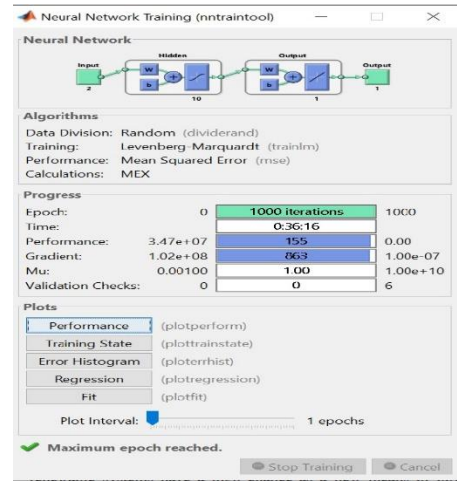 Neural Network Training (nntraintool)
Neural Network
Hidden Output
Input Output
W W
b b
2 10 1 1
Algorithms
Data Division: Random (dividerand)
Training: Levenberg-Marquardt (trainlm)
Performance: Mean Squared Error (mse)
Calculations: MEX
Progress
Epoch: 0 1000 iterations 1000
Time: 0:36:16
Performance: 3.47e+07 155 0.00
Gradient: 1.02e+08 863 1.00e-07
Mu: 0.00100 1.00 1.00e+10
Validation Checks: 0 0 6
Plots
Performance (plotperform)
Training State (plottrainstate)
Error Histogram (ploterrhist)
Regression (plotregression)
Fit (plotfit)
Plot Interval: 1 epochs
Maximum epoch reached.
Stop Training Cancel